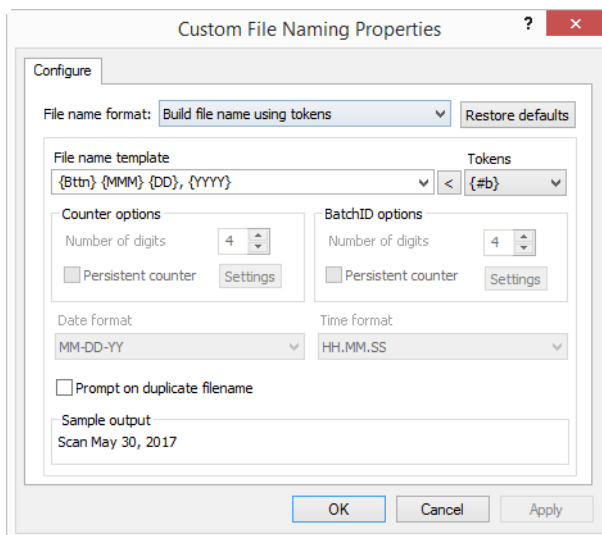 Custom File Naming Properties
?
×
Configure
File name format: Build file name using tokens Restore defaults
File name template Tokens
{Bttn} {MMM} {DD}, {YYYY} < {#b}
Counter options BatchID options
Number of digits 4 Number of digits 4
Persistent counter Settings Persistent counter Settings
Date format Time format
MM-DD-YY HH.MM.SS
Prompt on duplicate filename
Sample output
Scan May 30, 2017
OK Cancel Apply